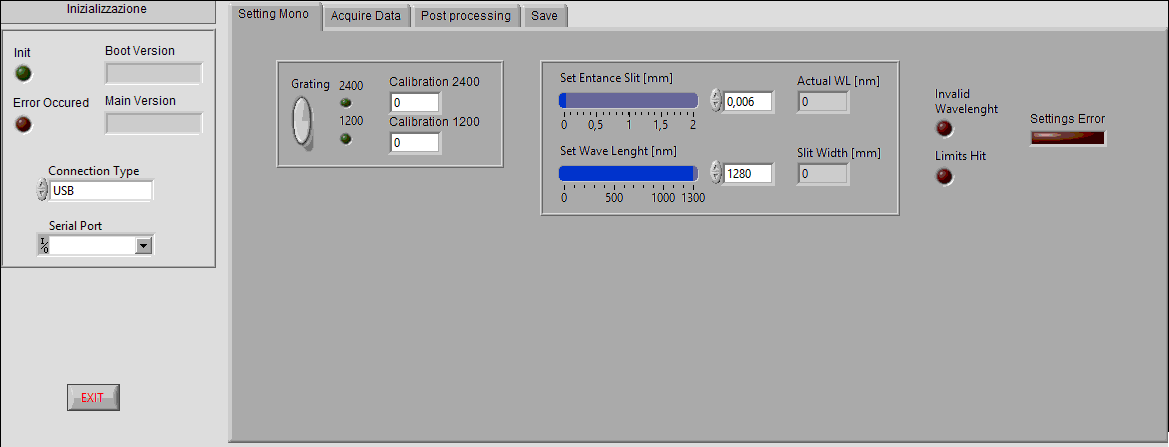 Inizializzazione
Init
Boot Version
Error Occured
Main Version
Connection Type
USB
Serial Port
I/O
EXIT
Setting Mono
Acquire Data
Post processing
Save
Grating
2400
1200
Calibration 2400
0
Calibration 1200
0
Set Entance Slit [mm]
0 0,5 1 1,5 2
0,006
Actual WL [nm]
0
Set Wave Lenght [nm]
0 500 1000 1300
1280
Slit Width [mm]
0
Invalid
Wavelenght
Limits Hit
Settings Error